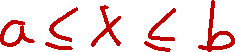 a ≤ x ≤ b